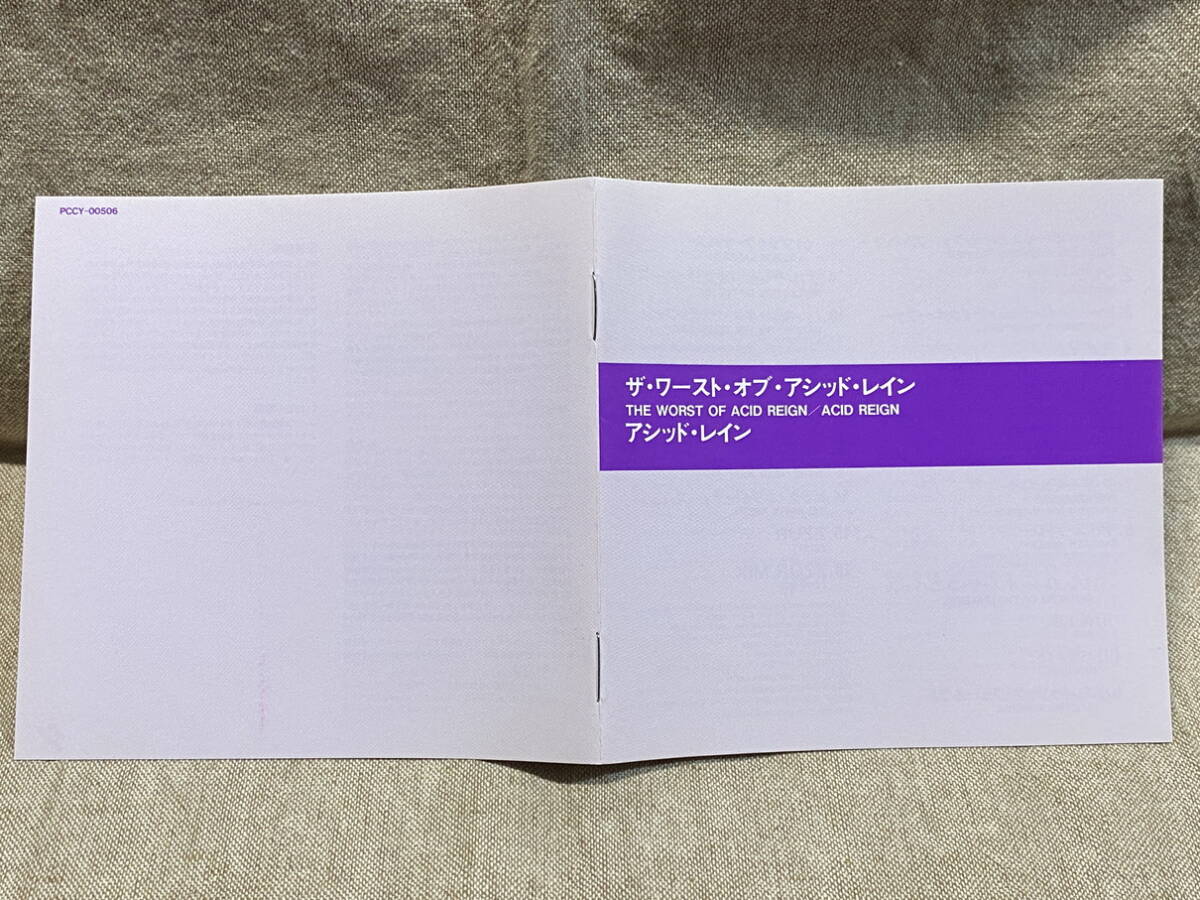 PCCY-00506
ザ・ワースト・オブ・アシッド・レイン
THE WORST OF ACID REIGN/ACID REIGN
アシッド・レイン